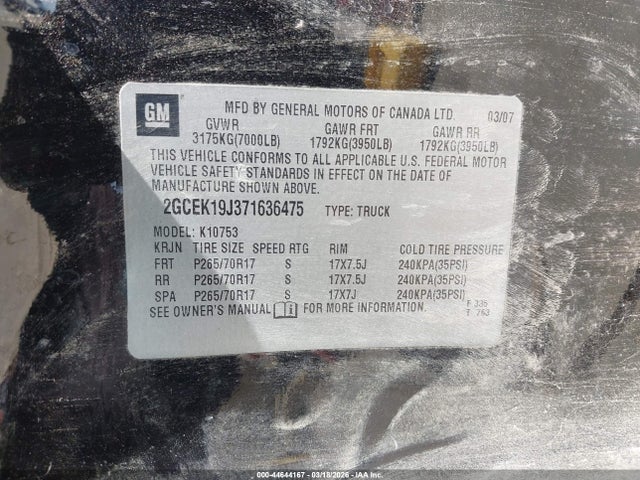 GM
MFD BY GENERAL MOTORS OF CANADA LTD. 03/07
GVWR GAWR FRT GAWR RR
3175KG(7000LB) 1792KG(3950LB) 1792KG(3950LB)
THIS VEHICLE CONFORMS TO ALL APPLICABLE U.S. FEDERAL MOTOR
VEHICLE SAFETY STANDARDS IN EFFECT ON THE DATE OF
MANUFACTURE SHOWN ABOVE.
2GCEK19J371636475 TYPE: TRUCK
MODEL: K10753
KRJN TIRE SIZE SPEED RTG RIM COLD TIRE PRESSURE
FRT P265/70R17 S 17X7.5J 240KPA(35PSI)
RR P265/70R17 S 17X7.5J 240KPA(35PSI)
SPA P265/70R17 S 17X7J 240KPA(35PSI)
SEE OWNER'S MANUAL FOR MORE INFORMATION.
F 335
T 763
000-44644167 - 03/18/2026 - IAAI.COM